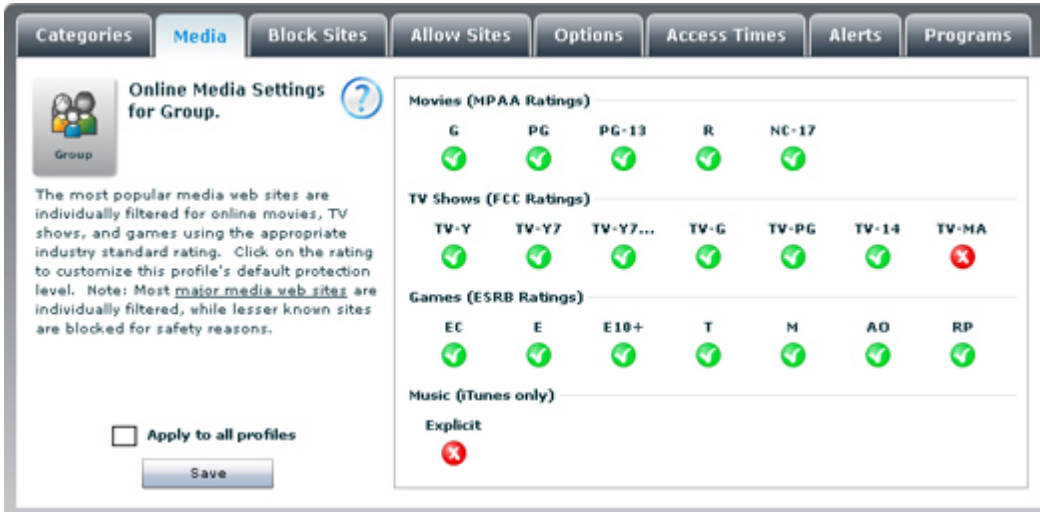 Categories Media Block Sites Allow Sites Options Access Times Alerts Programs
Online Media Settings
for Group.
Group
The most popular media web sites are
individually filtered for online movies, TV
shows, and games using the appropriate
industry standard rating. Click on the rating
to customize this profile's default protection
level. Note: Most major media web sites are
individually filtered, while lesser known sites
are blocked for safety reasons.
Apply to all profiles
Save
Movies (MPAA Ratings)
G PG PG-13 R NC-17
TV Shows (FCC Ratings)
TV-Y TV-Y7 TV-Y7... TV-G TV-PG TV-14 TV-MA
Games (ESRB Ratings)
EC E E10+ T M AO RP
Music (iTunes only)
Explicit